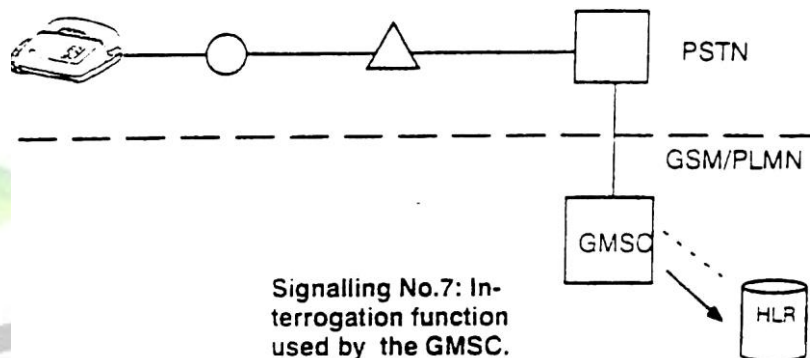 PSTN
GSM/PLMN
GMSC
HLR
Signalling No.7: In-
terrogation function
used by the GMSC.